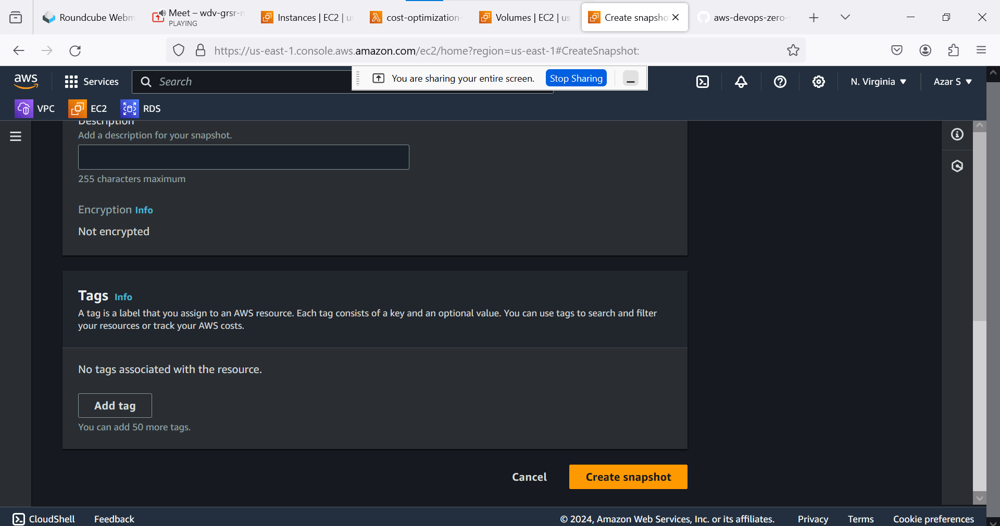 Roundcube Webm
Meet – wdv-grsr-
PLAYING
Instances | EC2 | us
cost-optimization-
Volumes | EC2 | us
Create snapsho
aws-devops-zero-
https://us-east-1.console.aws.amazon.com/ec2/home?region=us-east-1#CreateSnapshot:
aws
Services
Search
You are sharing your entire screen.
Stop Sharing
N. Virginia
Azar S
VPC
EC2
RDS
Description
Add a description for your snapshot.
255 characters maximum
Encryption Info
Not encrypted
Tags Info
A tag is a label that you assign to an AWS resource. Each tag consists of a key and an optional value. You can use tags to search and filter
your resources or track your AWS costs.
No tags associated with the resource.
Add tag
You can add 50 more tags.
Cancel
Create snapshot
CloudShell
Feedback
© 2024, Amazon Web Services, Inc. or its affiliates.
Privacy
Terms
Cookie preferences